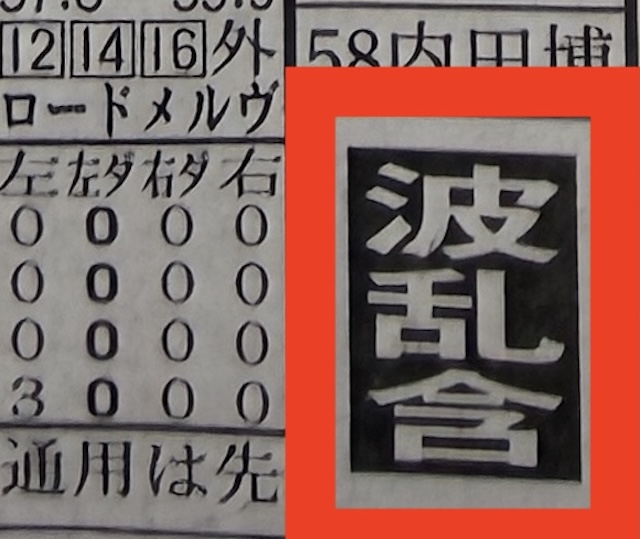 12 14 16 外
ロードメルヴ
左 左ダ 右ダ 右
0 0 0 0
0 0 0 0
0 0 0 0
3 0 0 0
通用は先
58内田博
波乱含